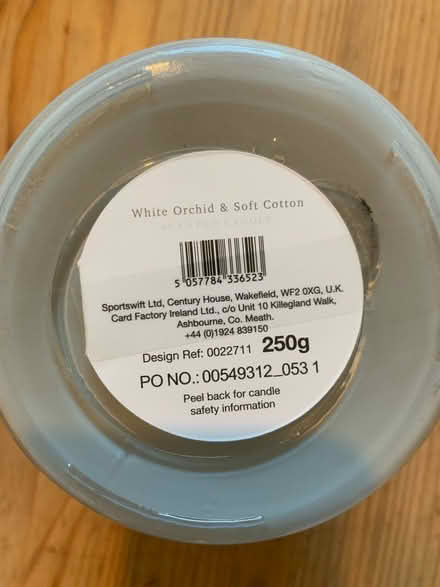 White Orchid & Soft Cotton
SCENTED CANDLE
5 057784 336523
Sportswift Ltd, Century House, Wakefield, WF2 0XG, U.K.
Card Factory Ireland Ltd., c/o Unit 10 Killegland Walk,
Ashbourne, Co. Meath.
+44 (0)1924 839150
Design Ref: 0022711 250g
PO NO.: 00549312_053 1
Peel back for candle
safety information